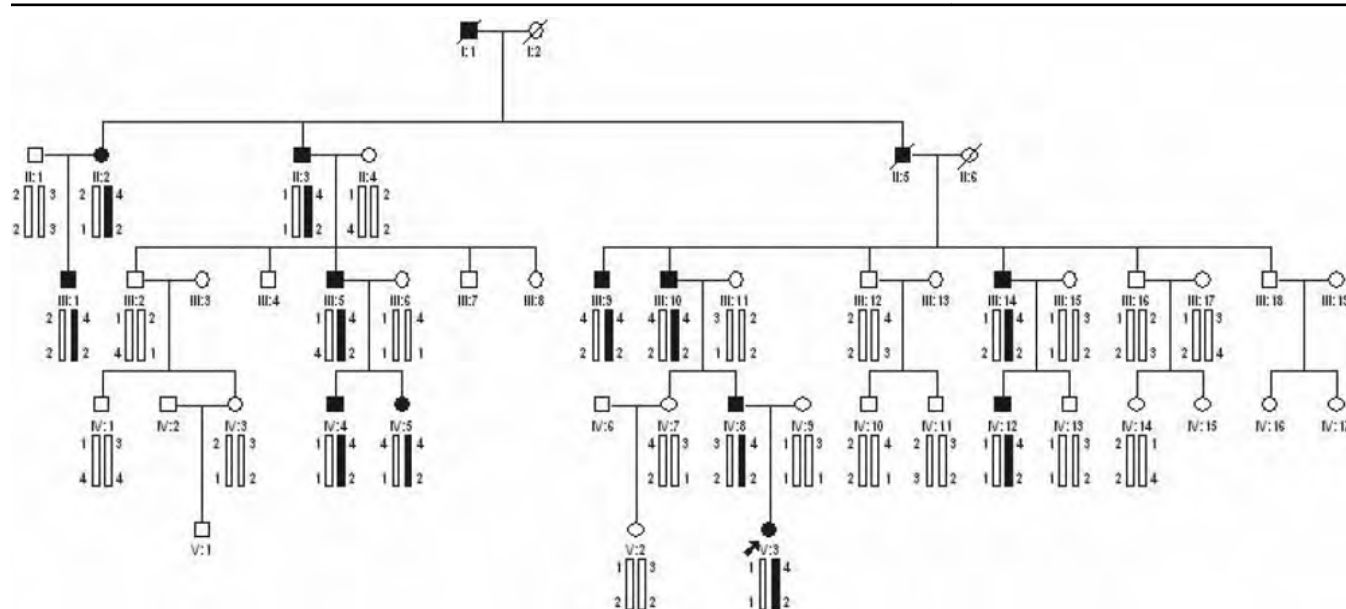 I:1 I:2
II:1 II:2 II:3 II:4 II:5 II:6
2 3 2 4 1 4 1 2
2 3 1 2 1 2 4 2
III:1 III:2 III:3 III:4 III:5 III:6 III:7 III:8 III:9 III:10 III:11 III:12 III:13 III:14 III:15 III:16 III:17 III:18
2 4 1 2 1 4 4 4 4 4 4 4 3 2 2 4 1 4 1 3 1 2 1 3
2 2 4 1 4 2 1 1 2 2 2 2 1 2 2 3 2 2 1 2 2 3 2 4
IV:1 IV:2 IV:3 IV:4 IV:5 IV:6 IV:7 IV:8 IV:9 IV:10 IV:11 IV:12 IV:13 IV:14 IV:15 IV:16
1 3 2 3 1 4 4 4 4 3 3 4 1 3 2 4 2 3 1 4 1 3 2 1
4 4 1 2 1 2 1 2 2 1 2 2 1 1 2 1 3 2 1 2 1 2 2 4
V:1 V:2 V:3
1 3 1 4
2 2 1 2